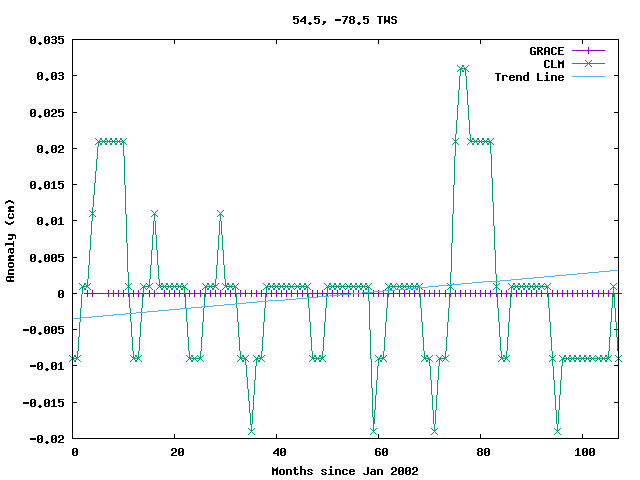 54.5, -78.5 TWS
0.035
0.03
0.025
0.02
0.015
0.01
0.005
0
-0.005
-0.01
-0.015
-0.02
Anomaly (cm)
GRACE
CLM
Trend Line
0 20 40 60 80 100
Months since Jan 2002